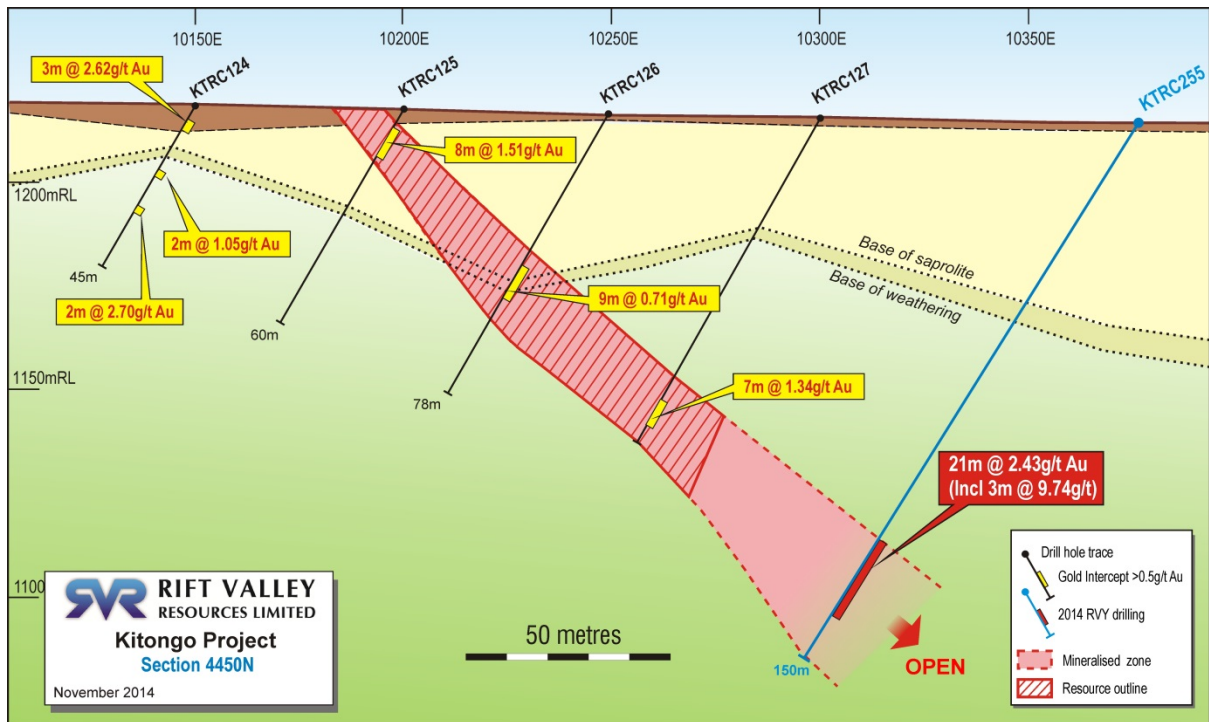 10150E
10200E
10250E
10300E
10350E
KTRC124
KTRC125
KTRC126
KTRC127
KTRC255
3m @ 2.62g/t Au
8m @ 1.51g/t Au
1200mRL
2m @ 1.05g/t Au
45m
2m @ 2.70g/t Au
Base of saprolite
Base of weathering
9m @ 0.71g/t Au
60m
1150mRL
78m
7m @ 1.34g/t Au
21m @ 2.43g/t Au
(Incl 3m @ 9.74g/t)
1100
SVR RIFT VALLEY
RESOURCES LIMITED
Kitongo Project
Section 4450N
November 2014
50 metres
150m
OPEN
Drill hole trace
Gold Intercept >0.5g/t Au
2014 RVY drilling
Mineralised zone
Resource outline